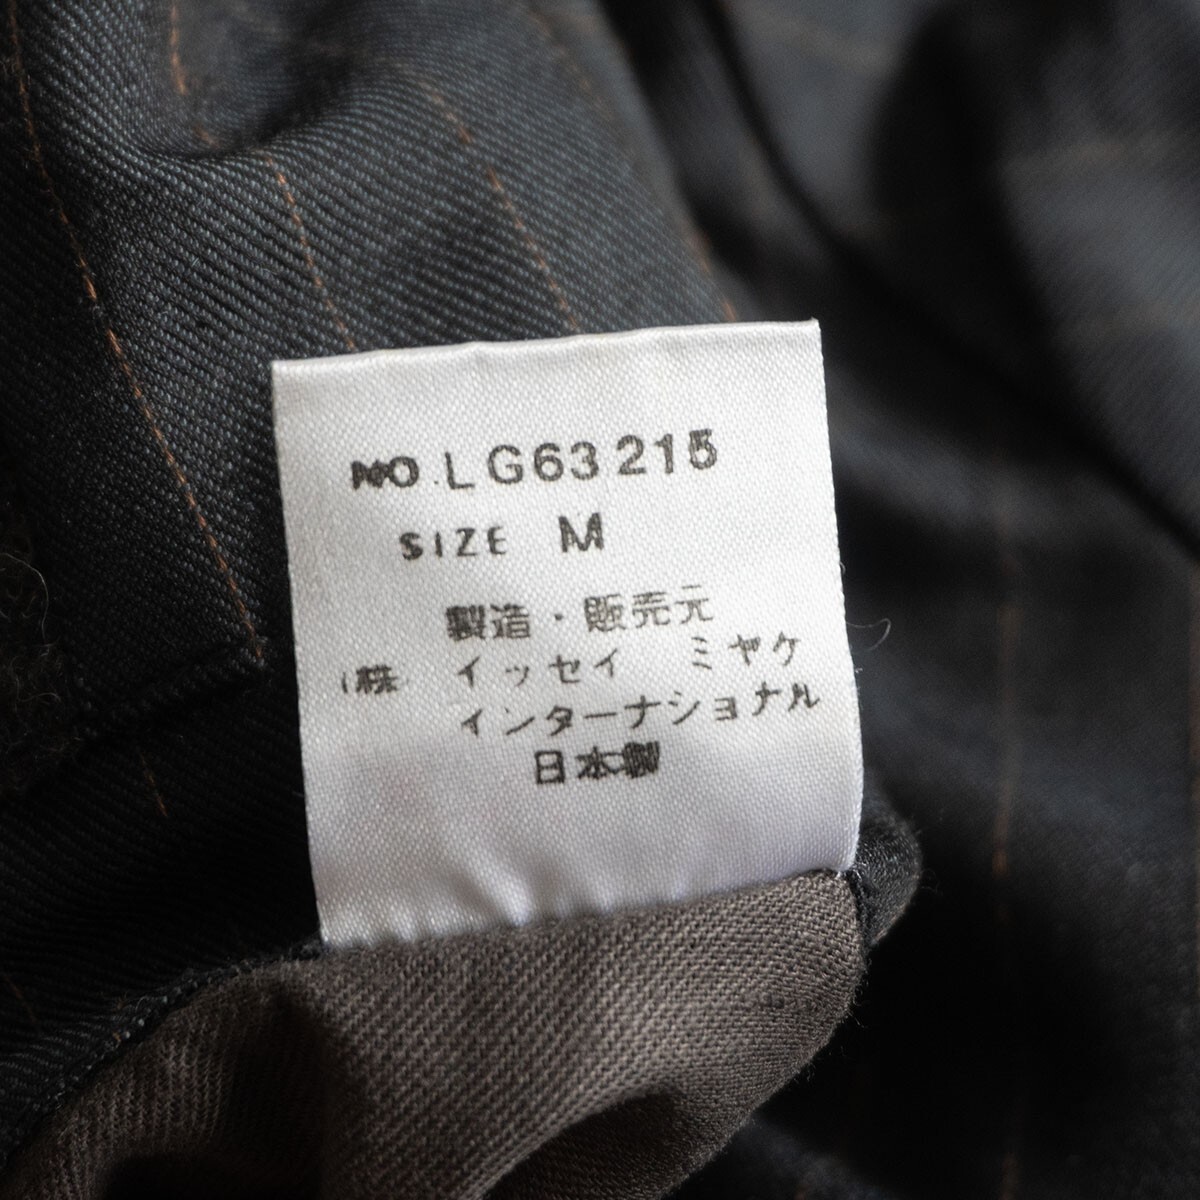 NO. LG63215
SIZE M
製造・販売元
(株) イッセイ ミヤケ
インターナショナル
日本製